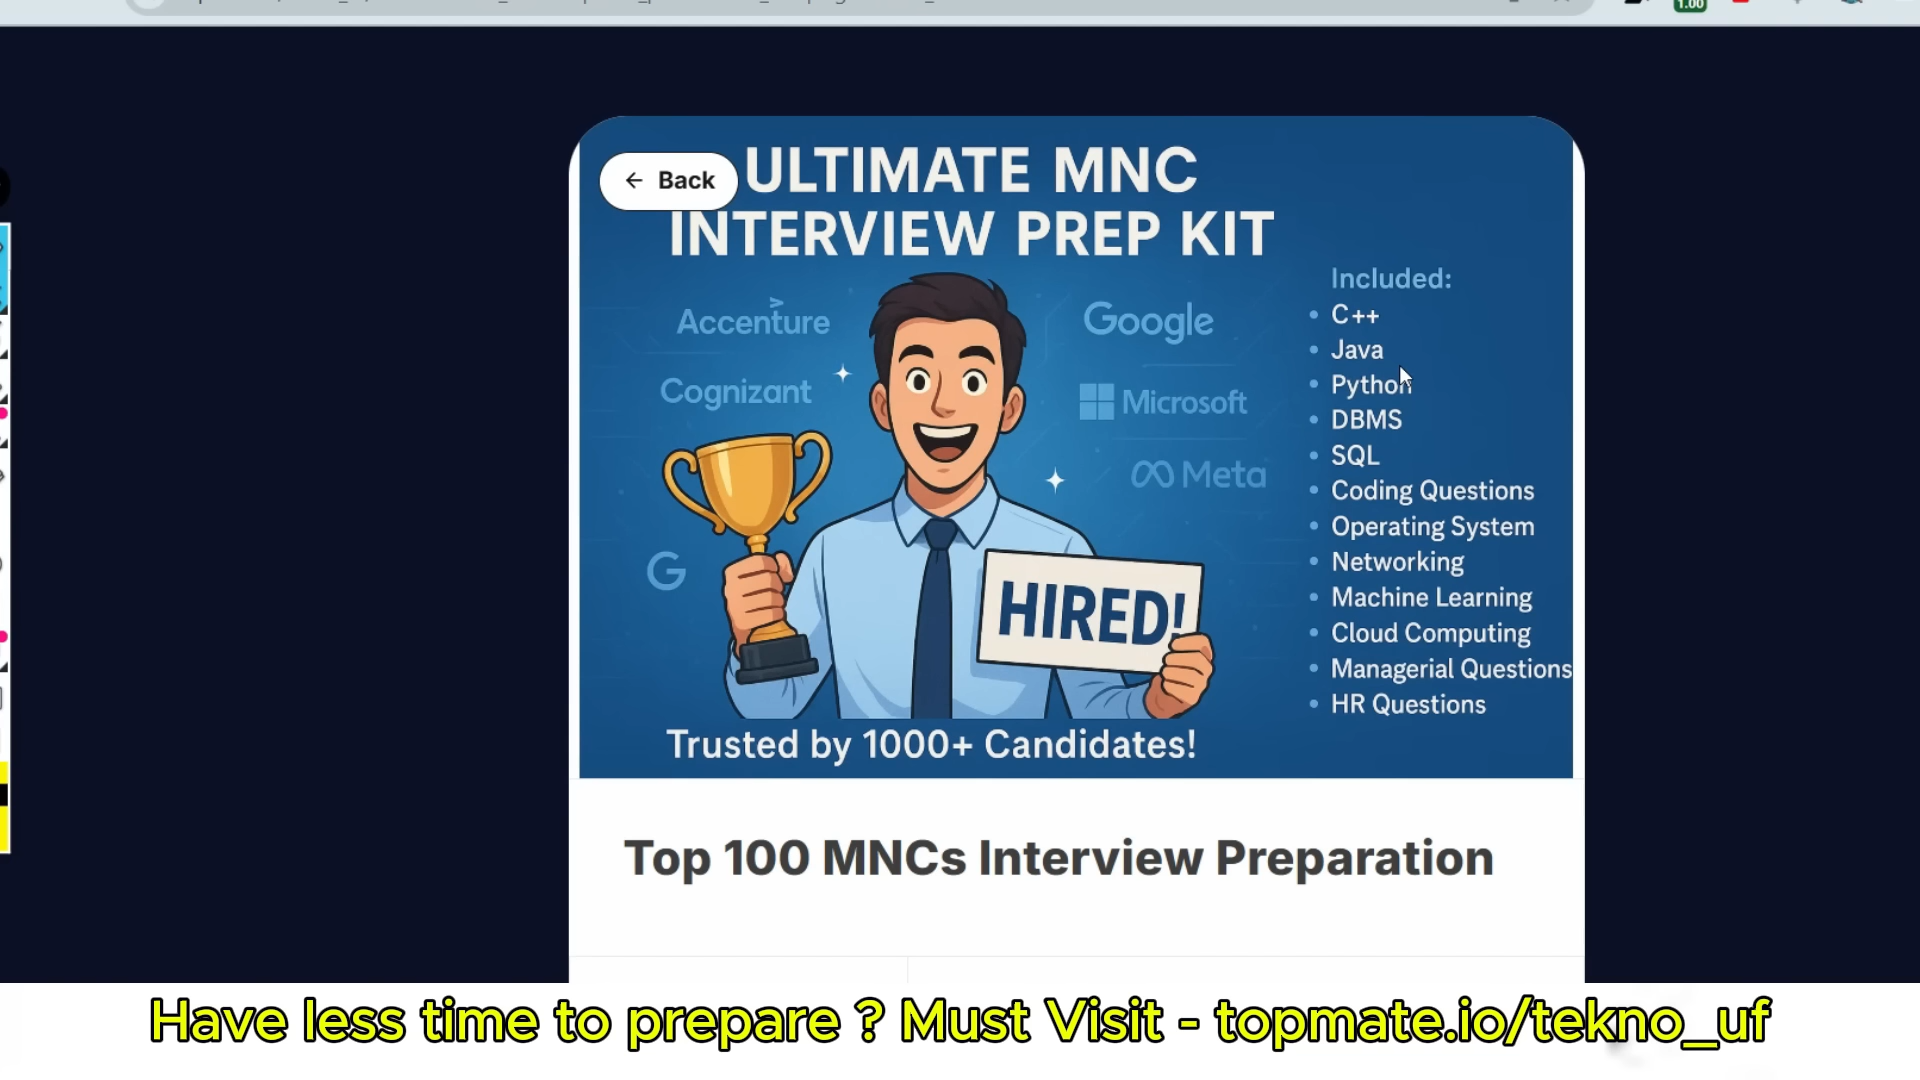 1.00
← Back
ULTIMATE MNC
INTERVIEW PREP KIT
Accenture
Google
Cognizant
Microsoft
Meta
G
HIRED!
Included:
• C++
• Java
• Python
• DBMS
• SQL
• Coding Questions
• Operating System
• Networking
• Machine Learning
• Cloud Computing
• Managerial Questions
• HR Questions
Trusted by 1000+ Candidates!
Top 100 MNCs Interview Preparation
Have less time to prepare ? Must Visit - topmate.io/tekno_uf